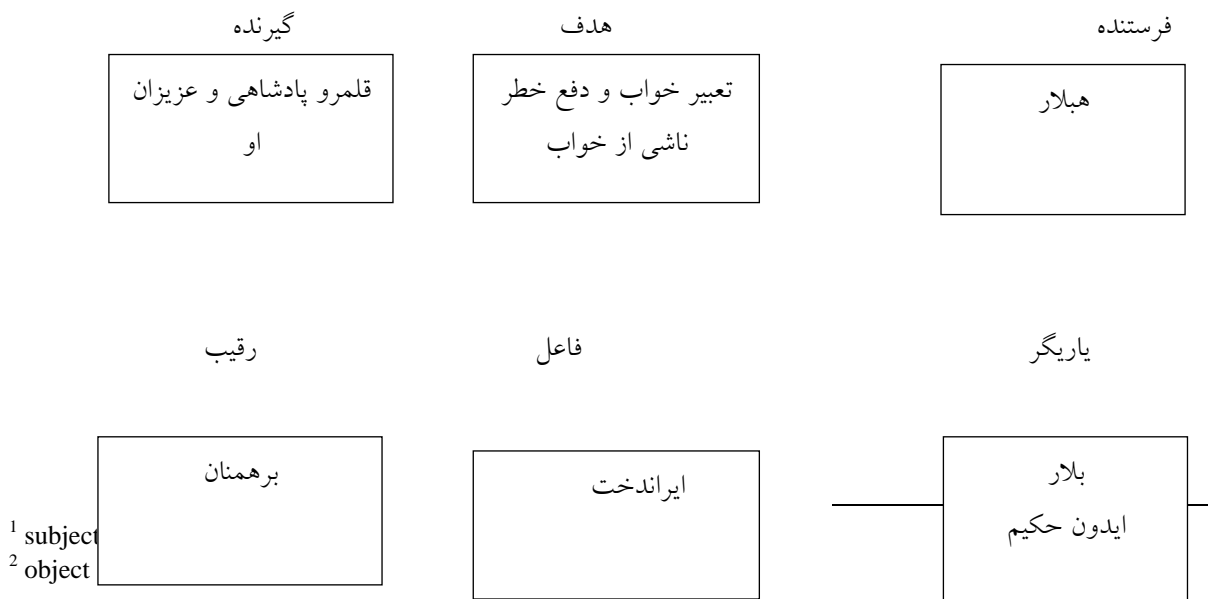 فرستنده هدف گیرنده
هبلار
تعبیر خواب و دفع خطر
ناشی از خواب
قلمرو پادشاهی و عزیزان
او
یاریگر فاعل رقیب
بلار
ایدون حکیم
ایراندخت
برهمنان
1 subject
2 object